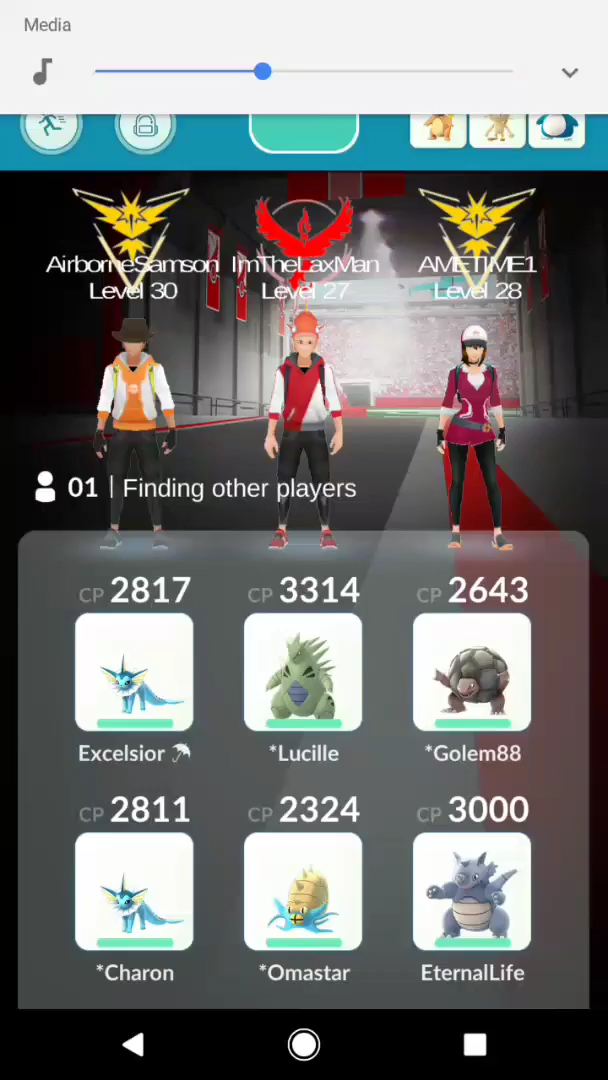 Media
AirborneSamson ImTheLaxMan AMETIME1
Level 30 Level 27 Level 28
01 | Finding other players
CP 2817 CP 3314 CP 2643
Excelsior *Lucille *Golem88
CP 2811 CP 2324 CP 3000
*Charon *Omastar EternalLife